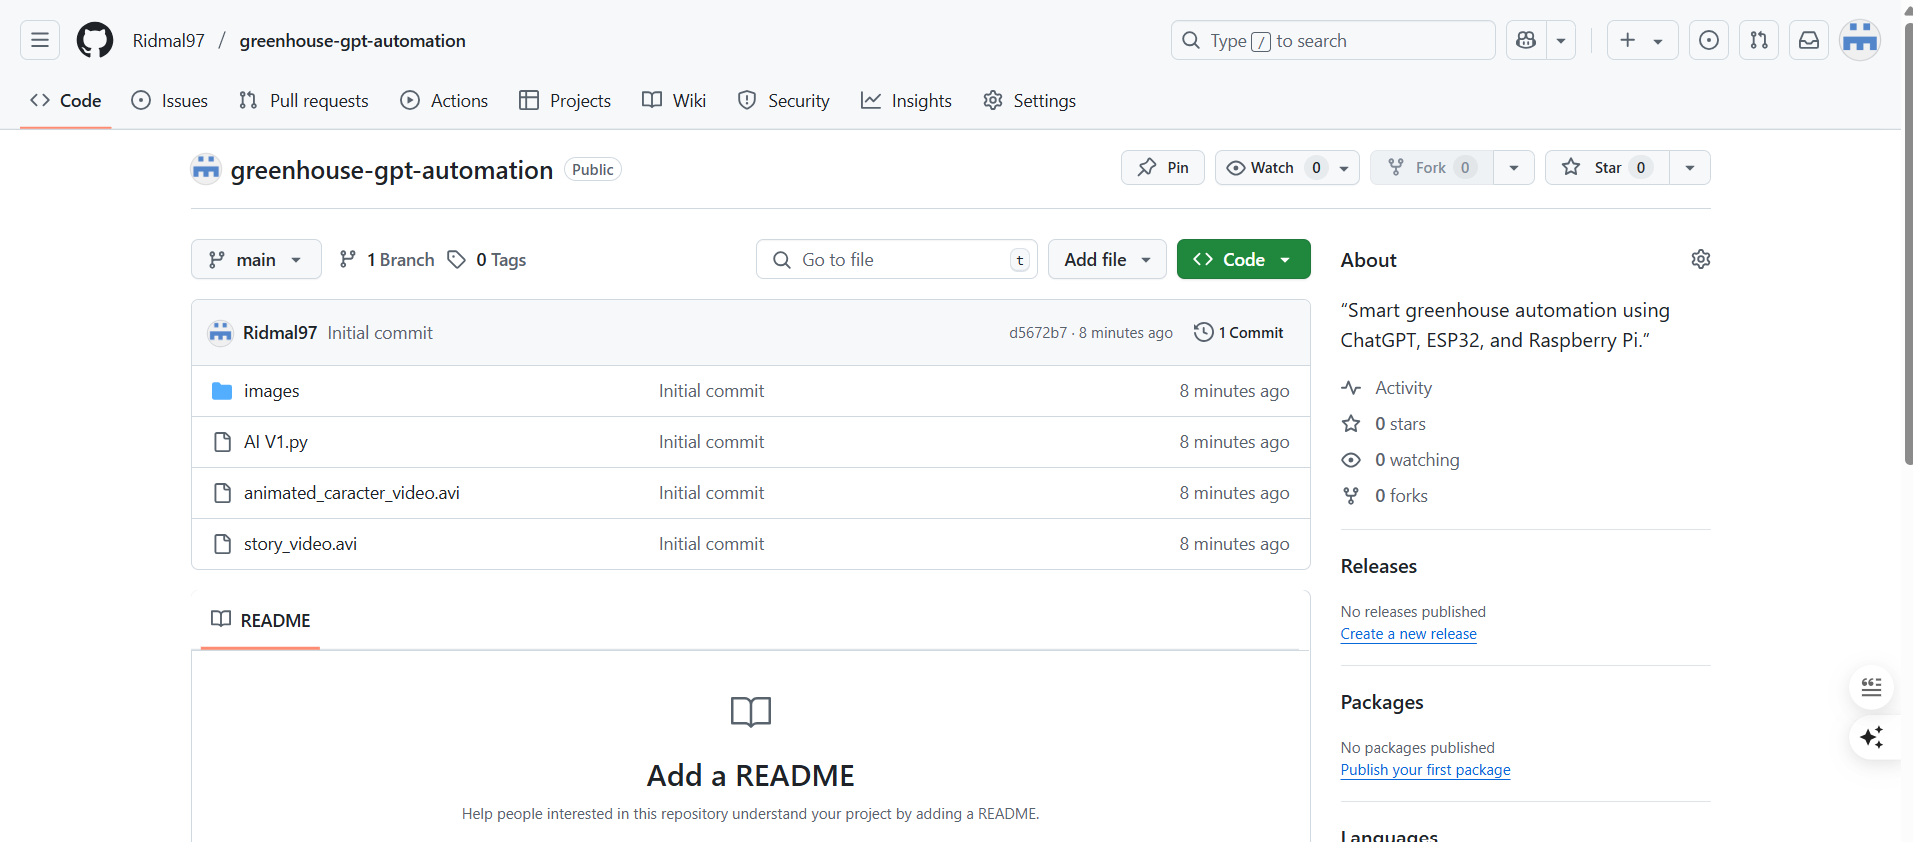 Ridmal97 / greenhouse-gpt-automation
Type / to search
Code Issues Pull requests Actions Projects Wiki Security Insights Settings
greenhouse-gpt-automation Public
Pin Watch 0 Fork 0 Star 0
main 1 Branch 0 Tags Go to file t Add file Code
Ridmal97 Initial commit d5672b7 · 8 minutes ago 1 Commit
images Initial commit 8 minutes ago
AI V1.py Initial commit 8 minutes ago
animated_caracter_video.avi Initial commit 8 minutes ago
story_video.avi Initial commit 8 minutes ago
README
Add a README
Help people interested in this repository understand your project by adding a README.
About
“Smart greenhouse automation using
ChatGPT, ESP32, and Raspberry Pi.”
Activity
0 stars
0 watching
0 forks
Releases
No releases published
Create a new release
Packages
No packages published
Publish your first package
Languages